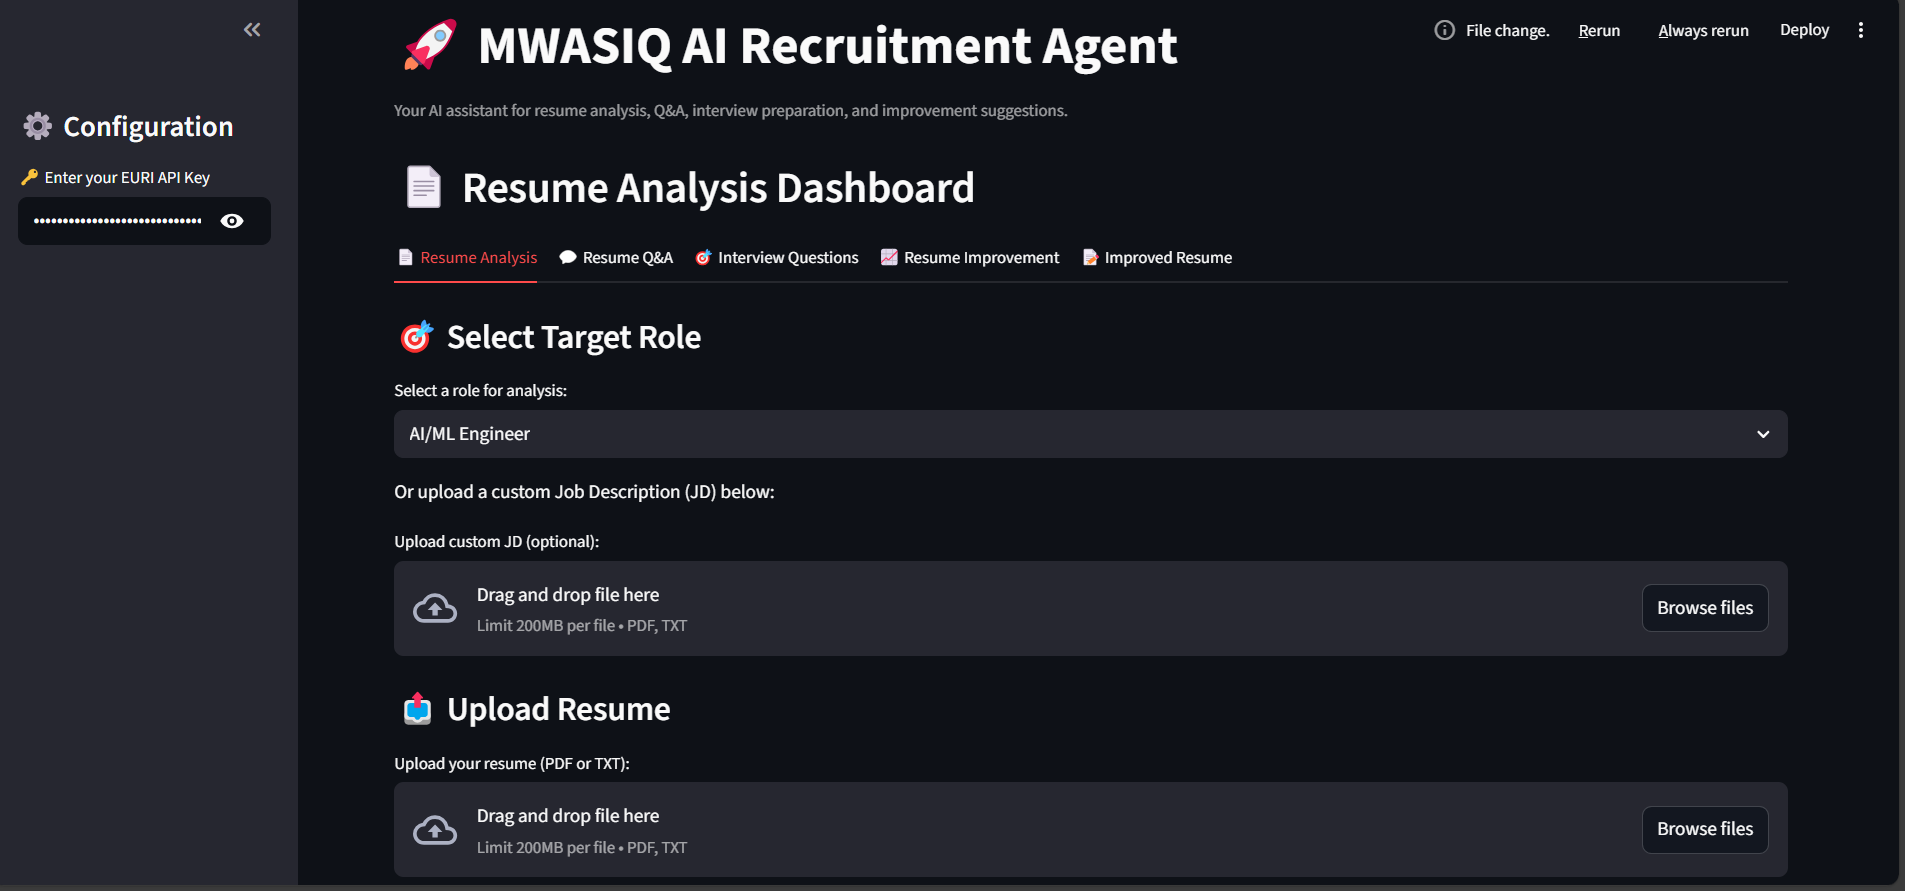 MWASIQ AI Recruitment Agent
File change.
Rerun
Always rerun
Deploy
Configuration
Enter your EURI API Key
Your AI assistant for resume analysis, Q&A, interview preparation, and improvement suggestions.
Resume Analysis Dashboard
Resume Analysis
Resume Q&A
Interview Questions
Resume Improvement
Improved Resume
Select Target Role
Select a role for analysis:
AI/ML Engineer
Or upload a custom Job Description (JD) below:
Upload custom JD (optional):
Drag and drop file here
Limit 200MB per file • PDF, TXT
Browse files
Upload Resume
Upload your resume (PDF or TXT):
Drag and drop file here
Limit 200MB per file • PDF, TXT
Browse files